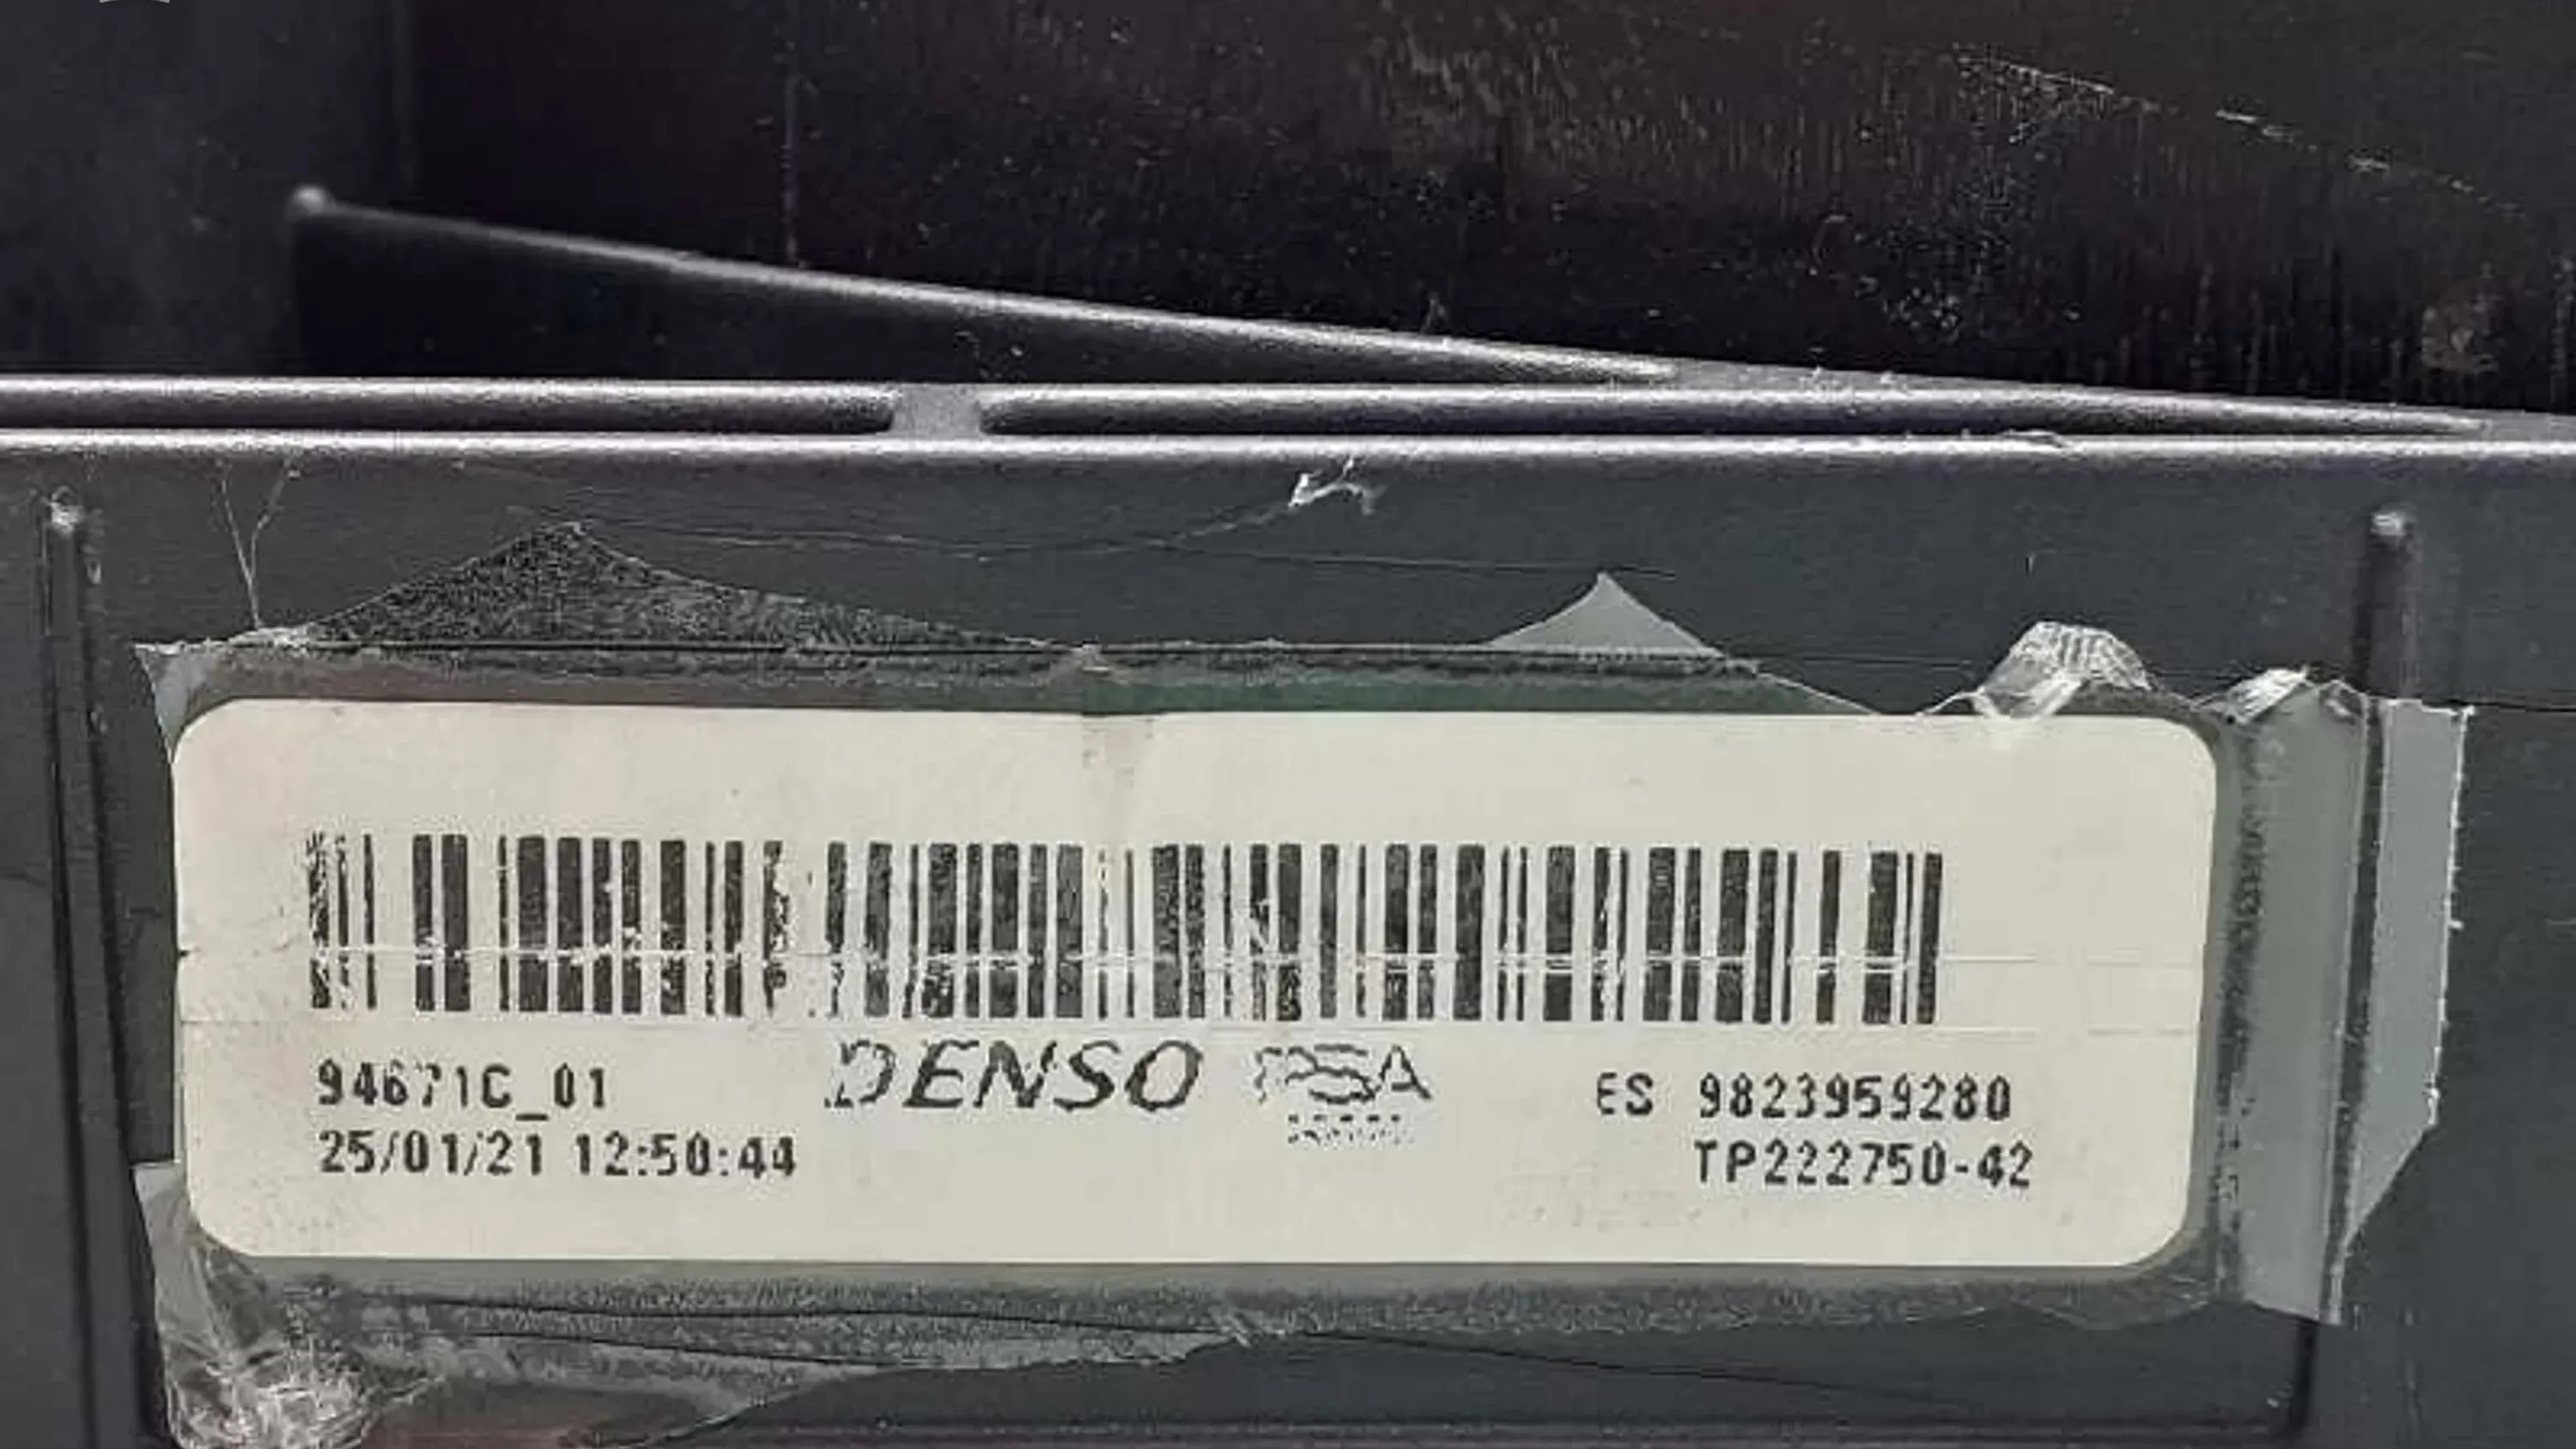 94671C_01
DENSO PSA
ES 9823959280
25/01/21 12:50:44
TP222750-42